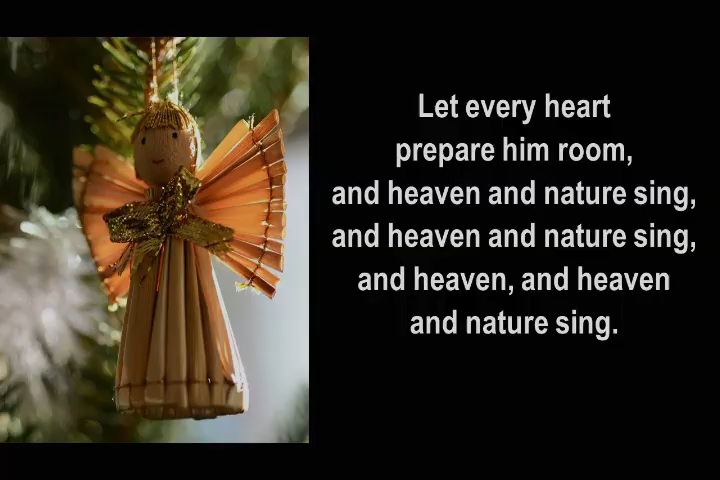 Let every heart
prepare him room,
and heaven and nature sing,
and heaven and nature sing,
and heaven, and heaven
and nature sing.